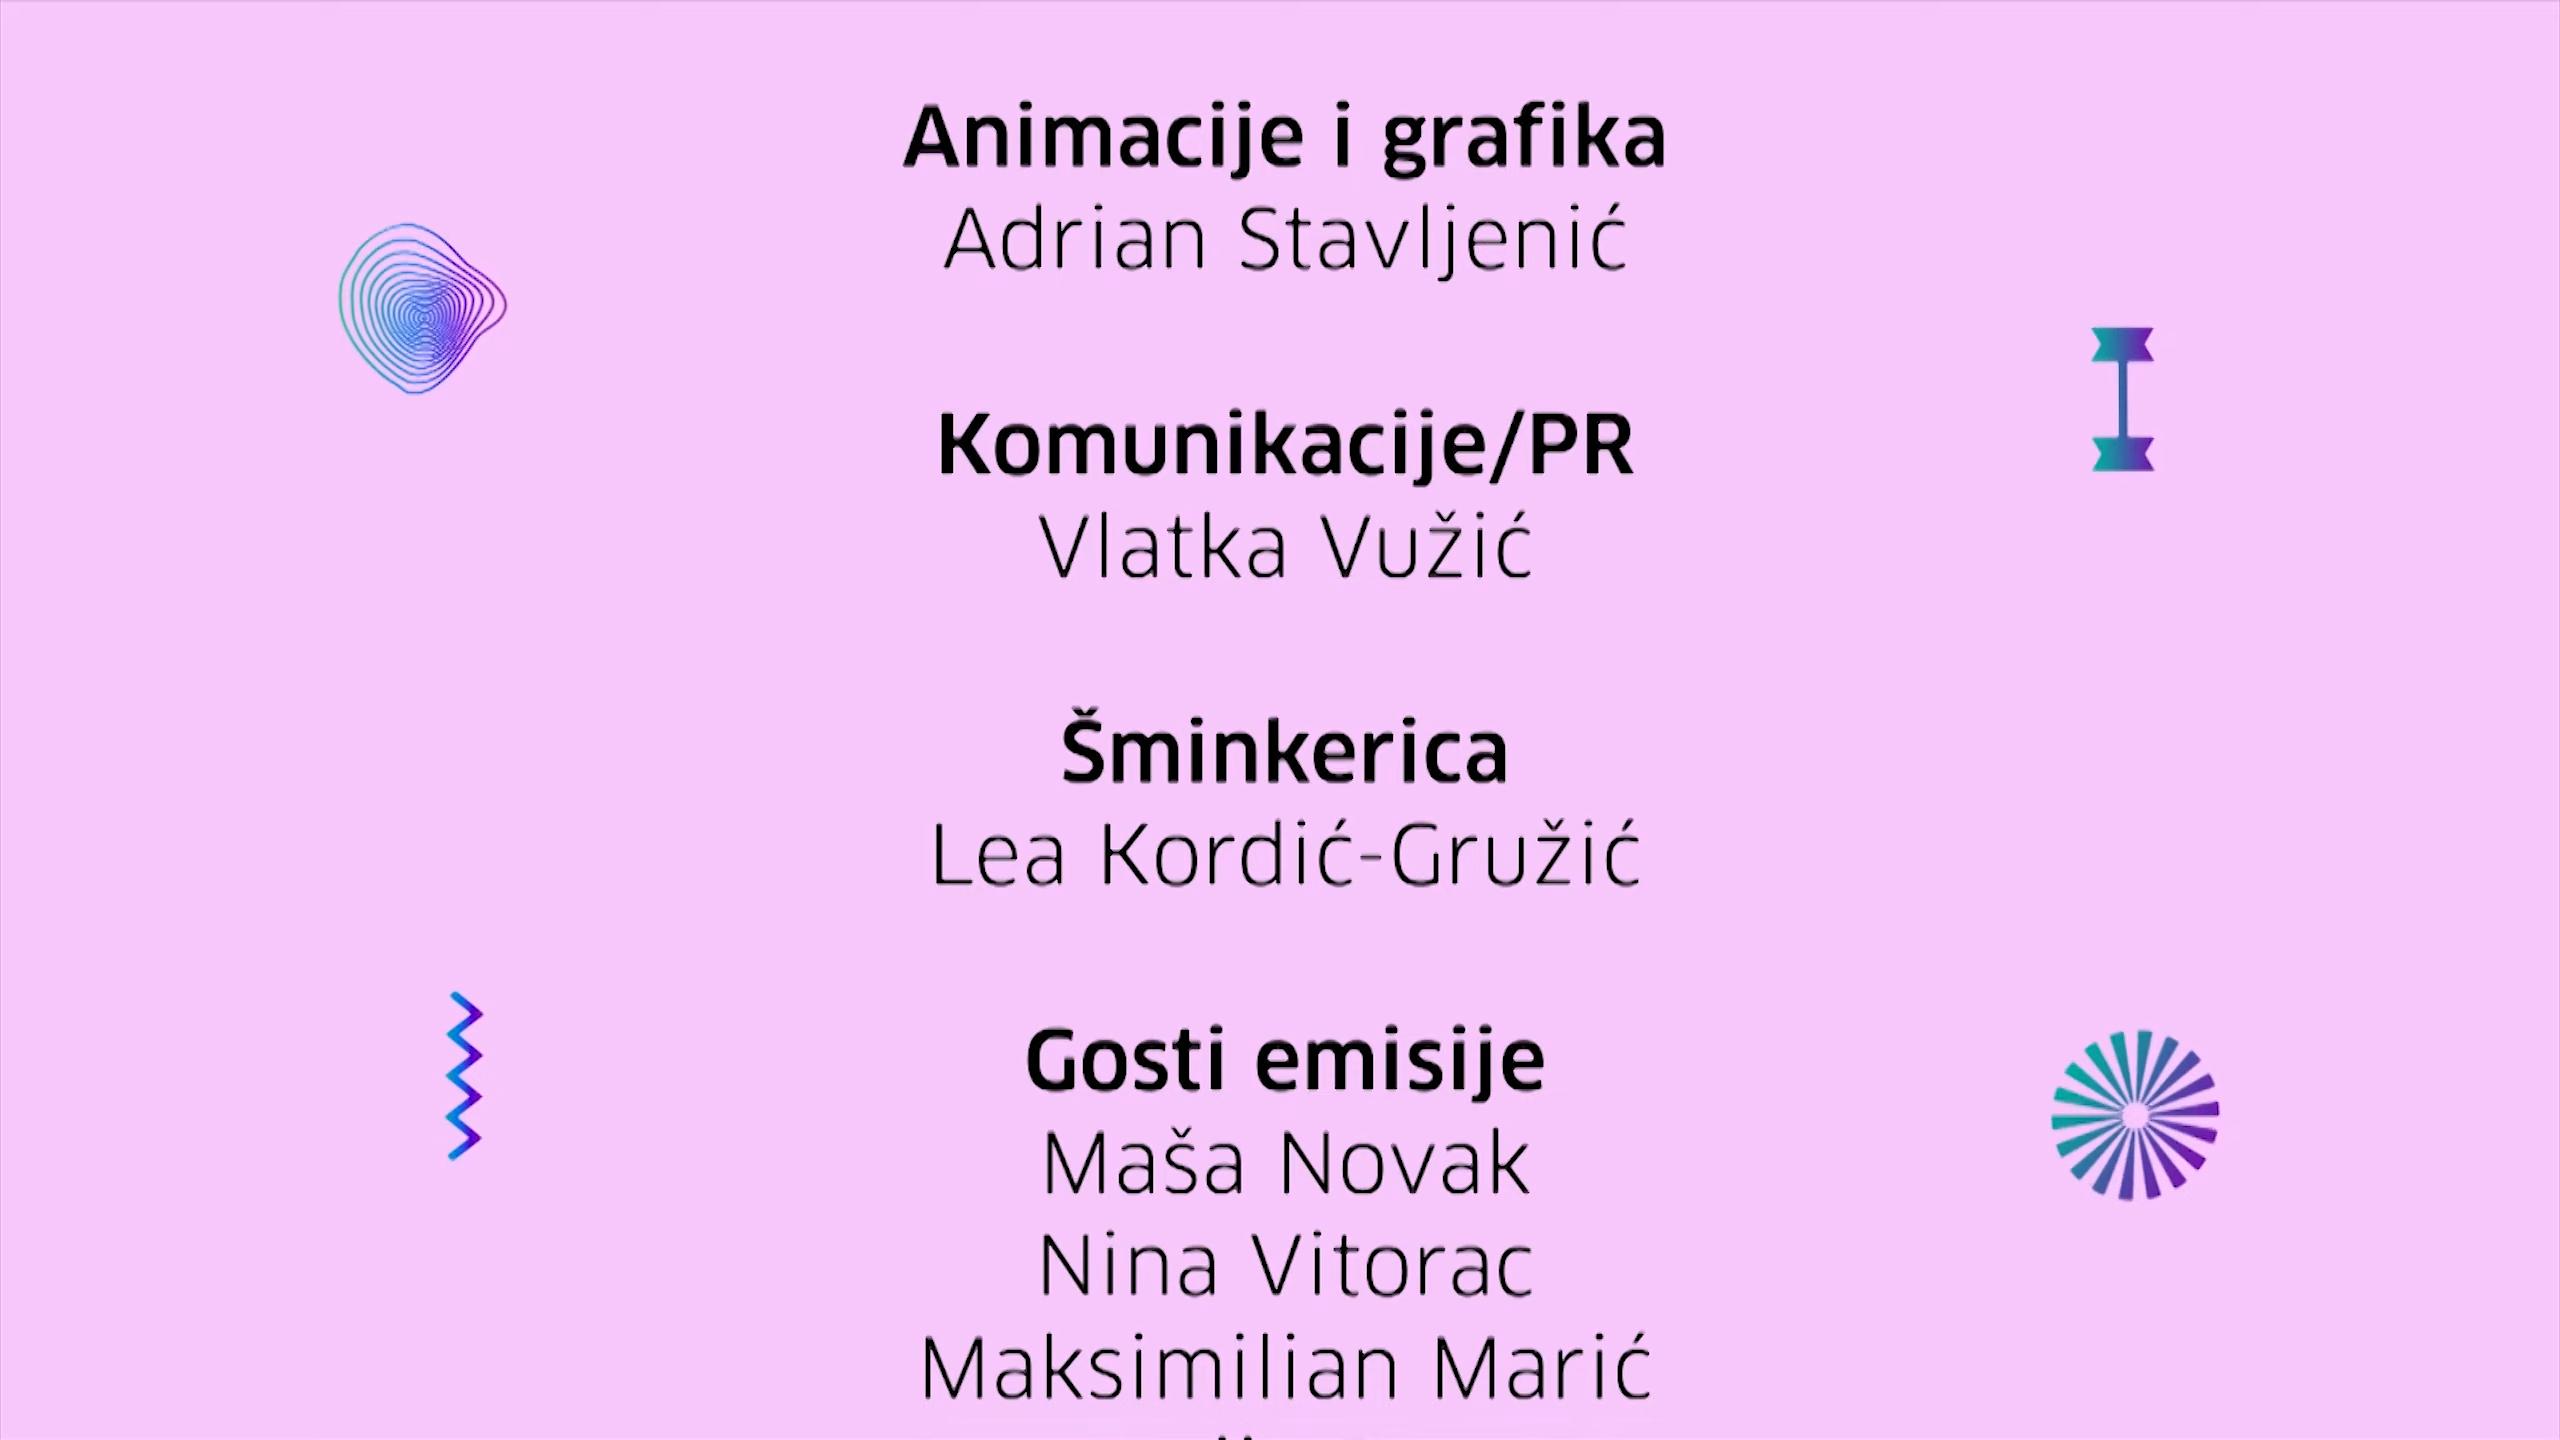 Animacije i grafika
Adrian Stavljenić
Komunikacije/PR
Vlatka Vužić
Šminkerica
Lea Kordić-Gružić
Gosti emisije
Maša Novak
Nina Vitorac
Maksimilian Marić